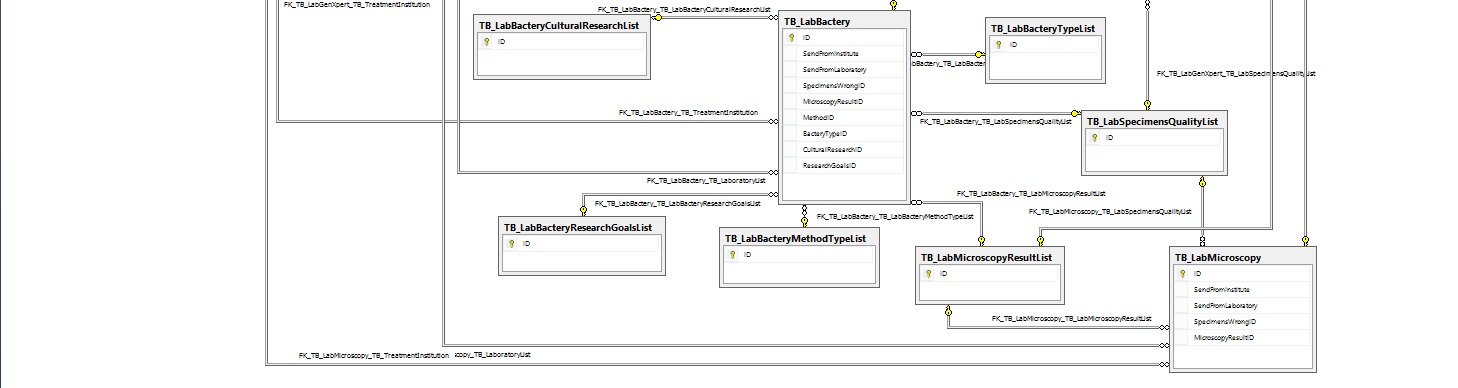 FK_TB_LabGenXpert_TB_TreatmentInstitution
FK_TB_LabBactery_TB_LabBacteryCulturalResearchList
TB_LabBacteryCulturalResearchList
ID
TB_LabBactery
ID
SendFromInstitute
SendFromLaboratory
SpecimensWrongID
MicroscopyResultID
MethodID
BacteryTypeID
CulturalResearchID
ResearchGoalsID
TB_LabBacteryTypeList
ID
bBactery_TB_LabBacter
FK_TB_LabGenXpert_TB_LabSpecimensQualityList
FK_TB_LabBactery_TB_TreatmentInstitution
FK_TB_LabBactery_TB_LabSpecimensQualityList
TB_LabSpecimensQualityList
ID
FK_TB_LabBactery_TB_LaboratoryList
FK_TB_LabBactery_TB_LabBacteryResearchGoalsList
FK_TB_LabBactery_TB_LabMicroscopyResultList
FK_TB_LabBactery_TB_LabBacteryMethodTypeList
FK_TB_LabMicroscopy_TB_LabSpecimensQualityList
TB_LabBacteryResearchGoalsList
ID
TB_LabBacteryMethodTypeList
ID
TB_LabMicroscopyResultList
ID
TB_LabMicroscopy
ID
SendFromInstitute
SendFromLaboratory
SpecimensWrongID
MicroscopyResultID
FK_TB_LabMicroscopy_TB_LabMicroscopyResultList
FK_TB_LabMicroscopy_TB_TreatmentInstitution
copy_TB_LaboratoryList